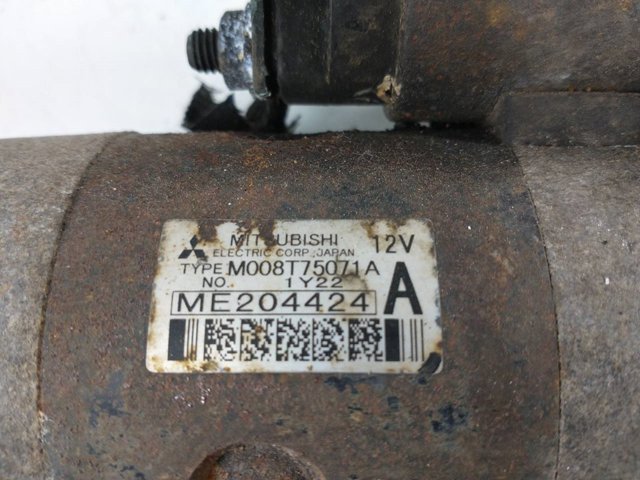 MITSUBISHI 12V
ELECTRIC CORP. JAPAN
TYPE M008T75071A
NO. 1Y22
ME204424 A